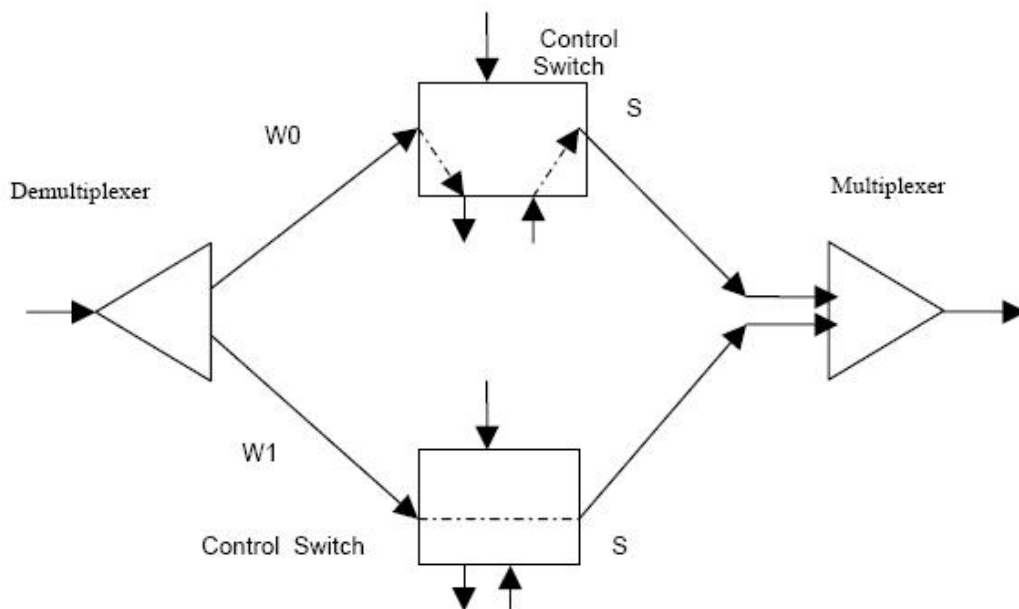 Control
Switch
S
W0
Demultiplexer
Multiplexer
W1
Control Switch
S